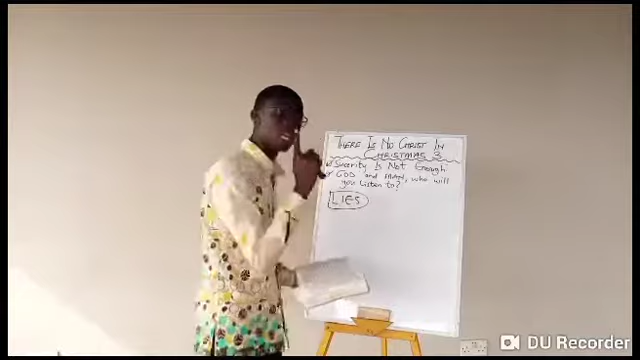 THERE IS NO CHRIST IN
CHRISTMAS 3
SINCERITY IS NOT ENOUGH
GOD and, who will
you listen to?
LIES
DU Recorder